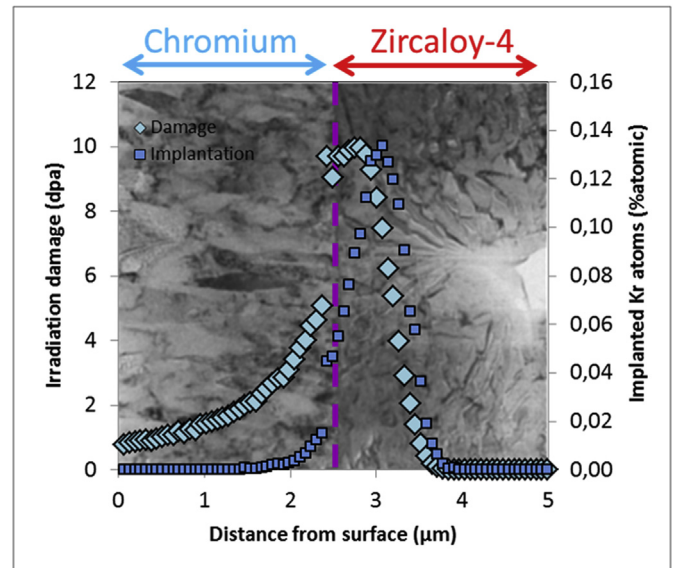 Chromium Zircaloy-4
12 0,16
Damage
Implantation
10 0,14
8 0,12
6 0,10
4 0,08
2 0,06
0 0,04
0,02
0,00
Irradiation damage (dpa)
Implanted Kr atoms (%atomic)
0 1 2 3 4 5
Distance from surface (µm)